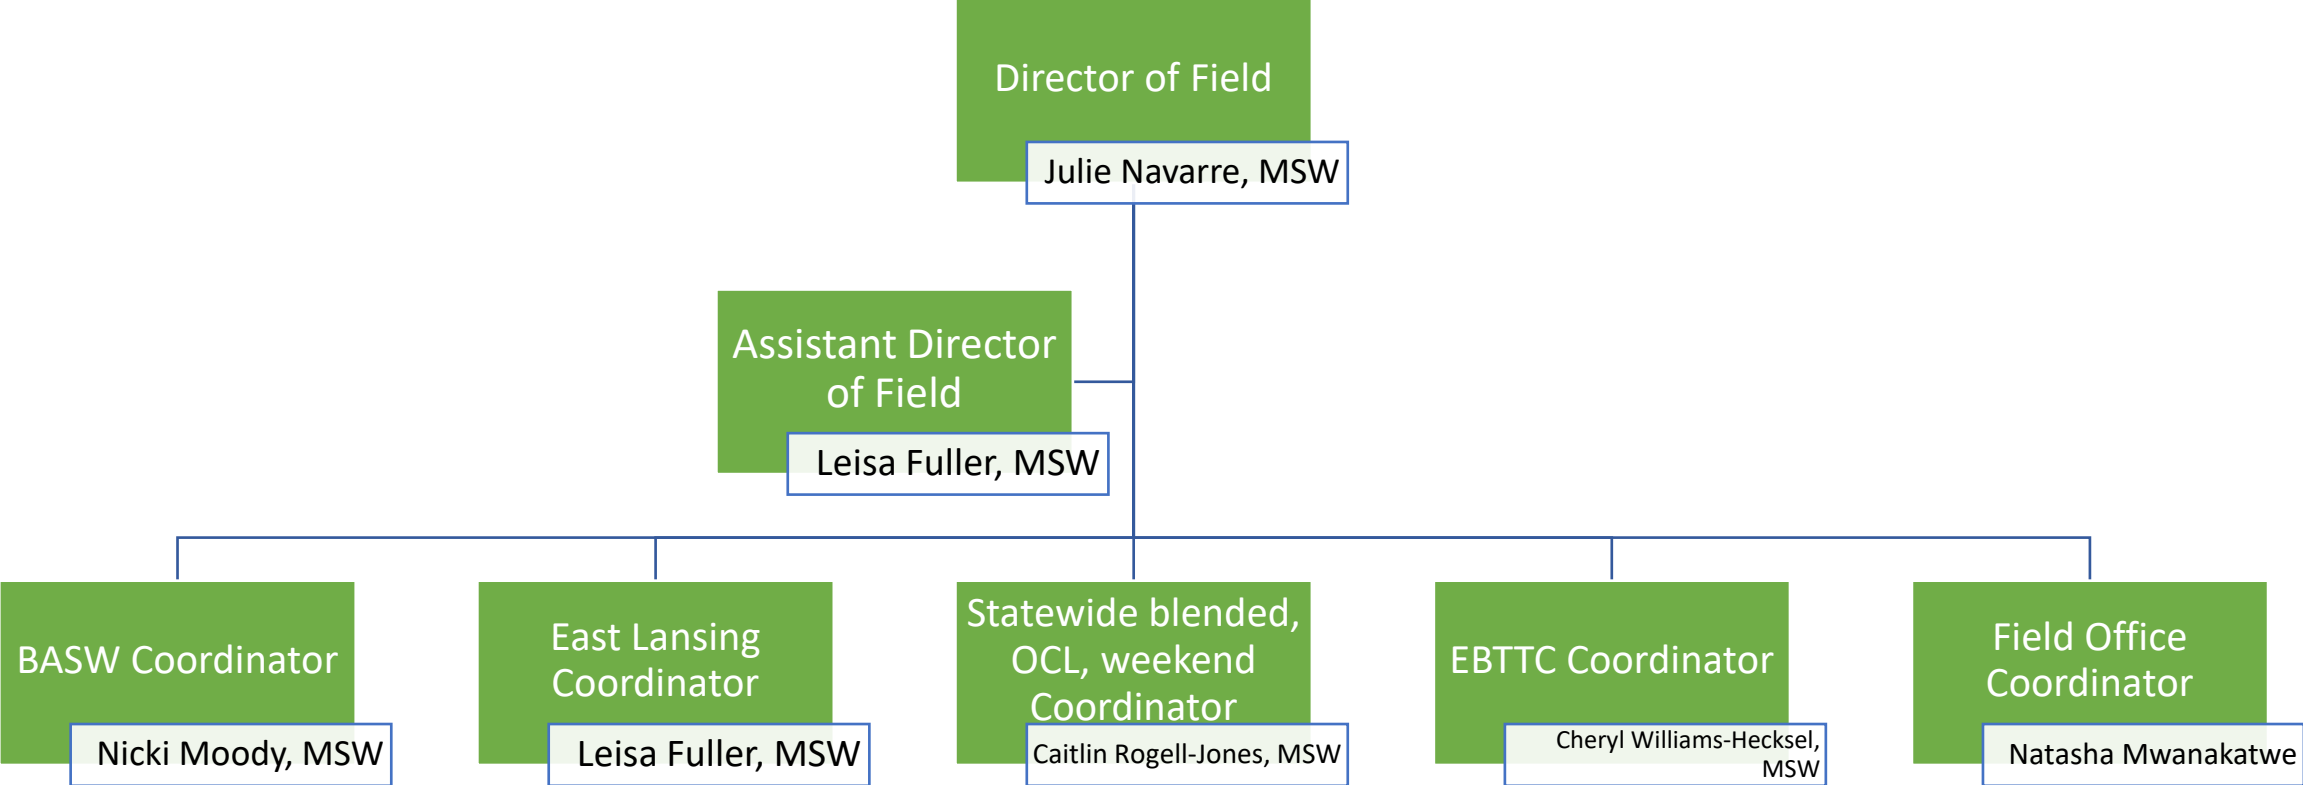 Director of Field
Julie Navarre, MSW
Assistant Director
of Field
Leisa Fuller, MSW
BASW Coordinator
Nicki Moody, MSW
East Lansing
Coordinator
Leisa Fuller, MSW
Statewide blended,
OCL, weekend
Coordinator
Caitlin Rogell-Jones, MSW
EBTTC Coordinator
Cheryl Williams-Hecksel,
MSW
Field Office
Coordinator
Natasha Mwanakatwe